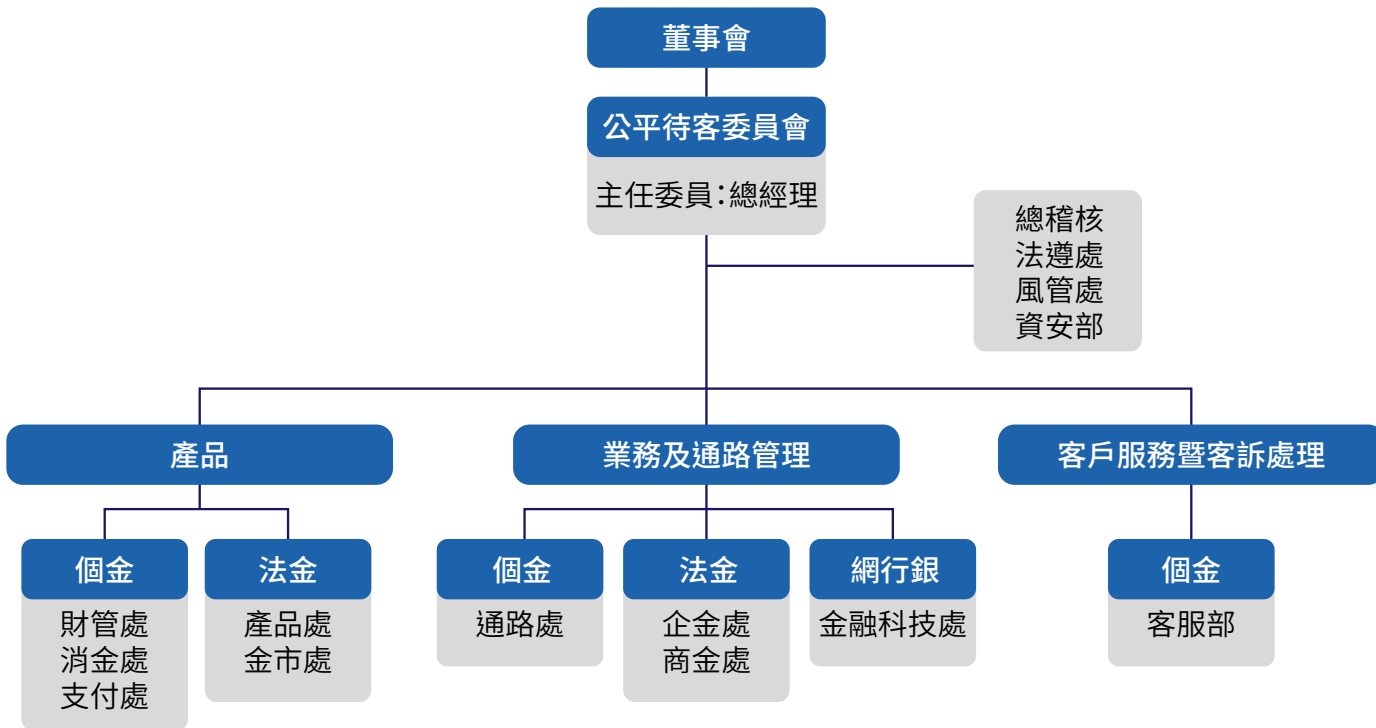 董事會
公平待客委員會
主任委員：總經理
總稽核
法遵處
風管處
資安部
產品
業務及通路管理
客戶服務暨客訴處理
個金
財管處
消金處
支付處
法金
產品處
金市處
個金
通路處
法金
企金處
商金處
網行銀
金融科技處
個金
客服部